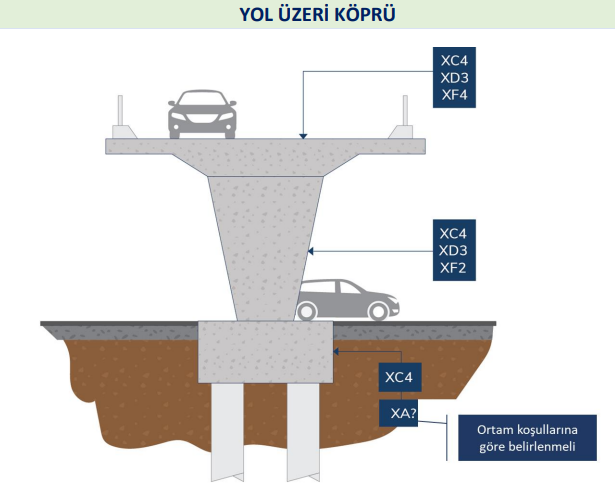 YOL ÜZERİ KÖPRÜ
XC4
XD3
XF4
XC4
XD3
XF2
XC4
XA?
Ortam koşullarına
göre belirlenmeli